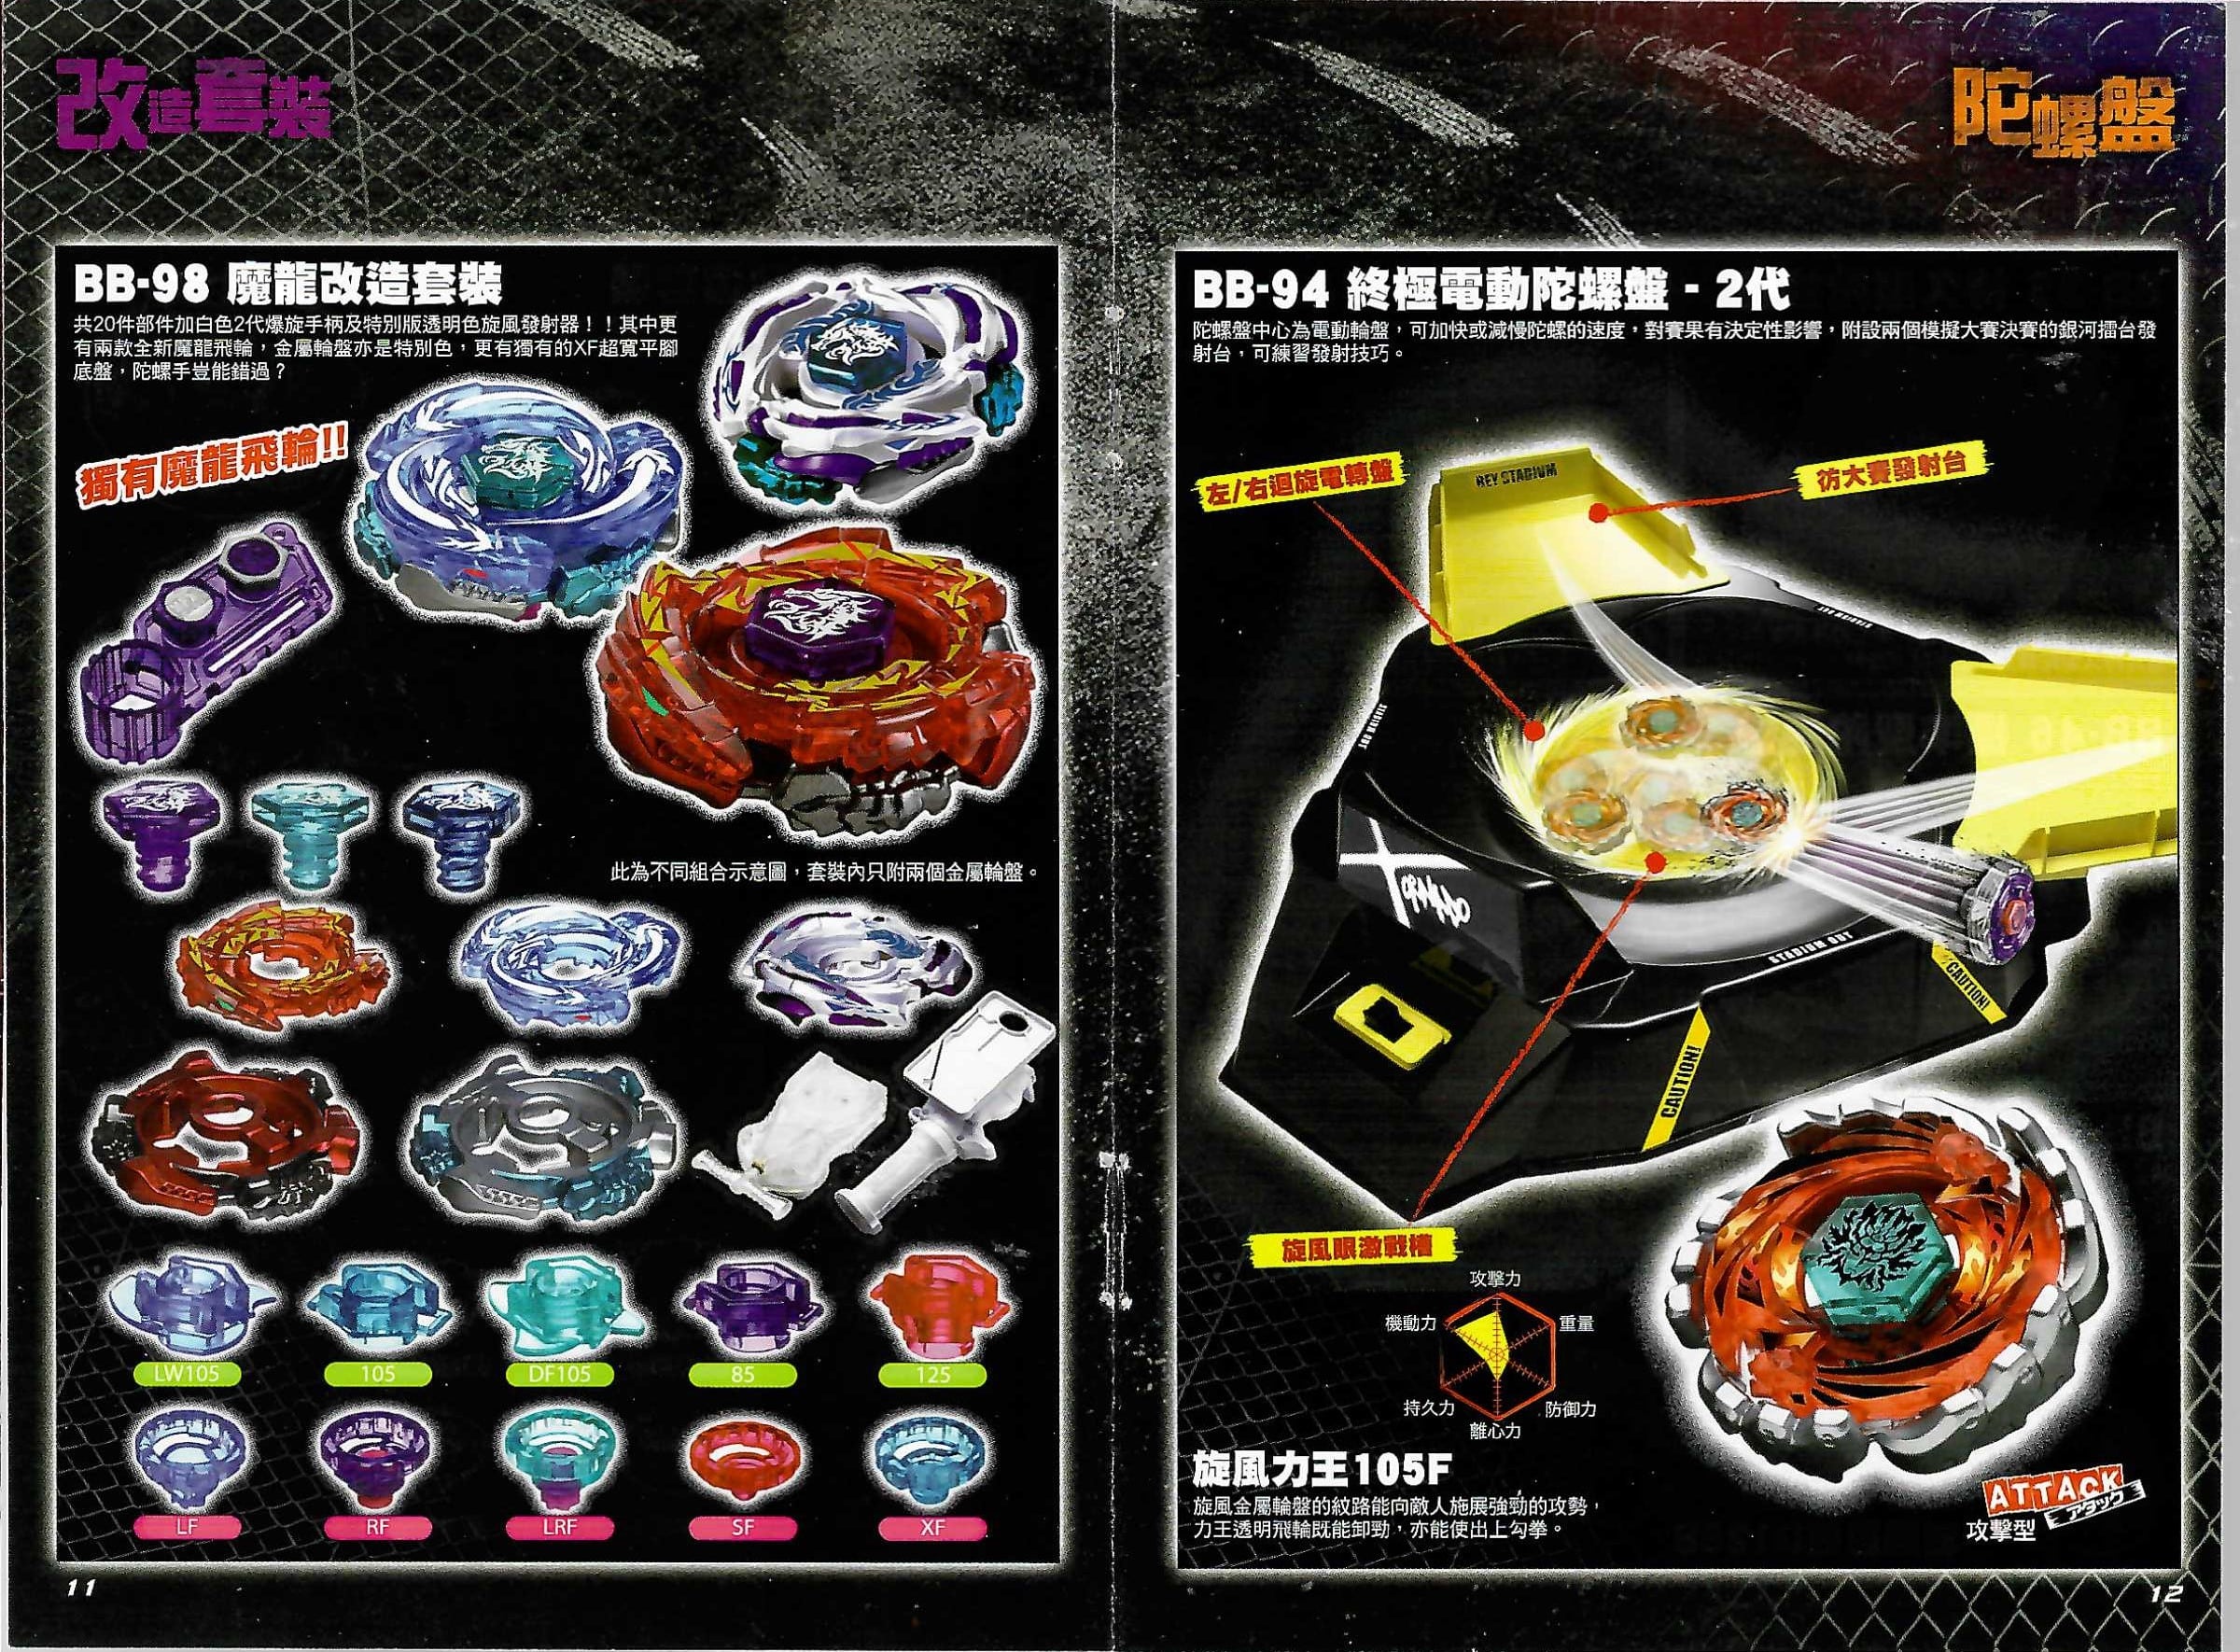 改造套裝
BB-98 魔龍改造套裝
共20件部件加白色2代爆旋手柄及特別版透明色旋風發射器！！其中更
有兩款全新魔龍飛輪，金屬輪盤亦是特別色，更有獨有的XF超寬平腳
底盤，陀螺手豈能錯過？
獨有魔龍飛輪!!
此為不同組合示意圖，套裝內只附兩個金屬輪盤。
LW105
105
DF105
85
125
LF
RF
LRF
SF
XF
11
陀螺盤
BB-94 終極電動陀螺盤 - 2代
陀螺盤中心為電動輪盤，可加快或減慢陀螺的速度，對賽果有決定性影響，附設兩個模擬大賽決賽的銀河擂台發
射台，可練習發射技巧。
左/右迴旋電轉盤
彷大賽發射台
BEY STADIUM
STADIUM OUT
CAUTION!
CAUTION!
旋風眼激戰槽
攻擊力
機動力
重量
持久力
防御力
離心力
旋風力王105F
旋風金屬輪盤的紋路能向敵人施展強勁的攻勢，
力王透明飛輪既能卸勁，亦能使出上勾拳。
ATTACK
アタック
攻擊型
12